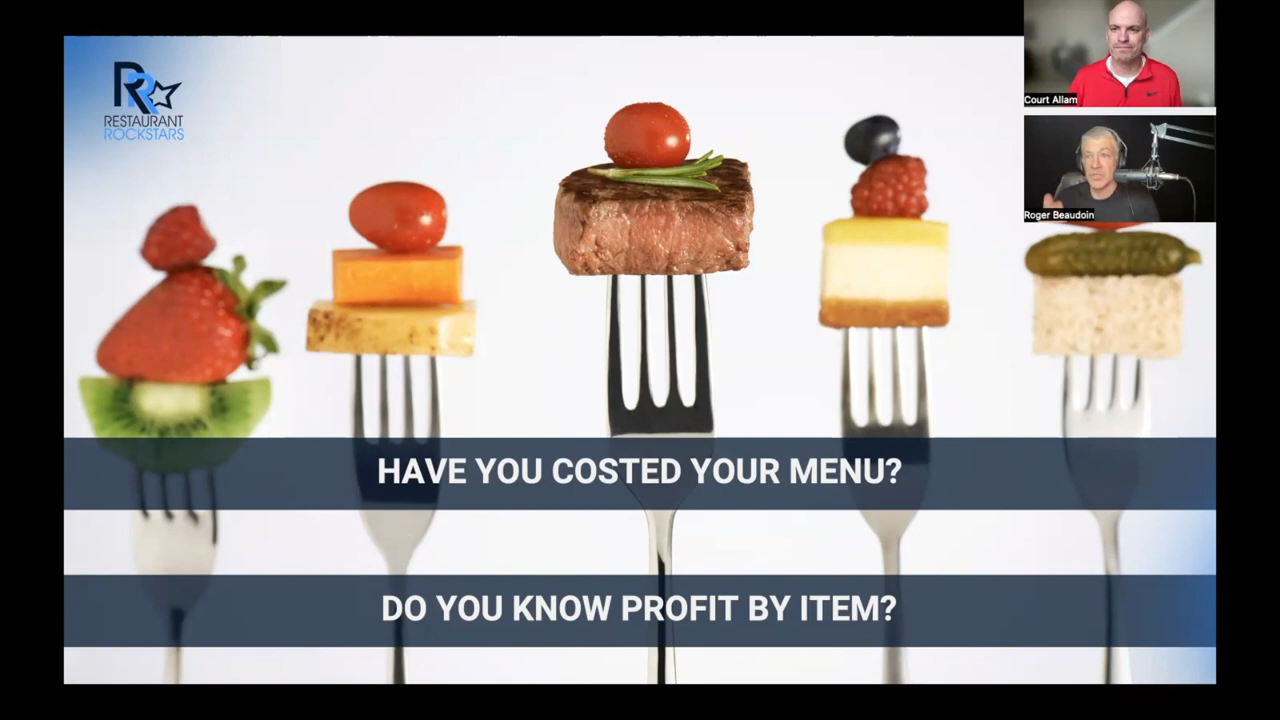 RESTAURANT
ROCKSTARS
Court Allam
Roger Beaudoin
HAVE YOU COSTED YOUR MENU?
DO YOU KNOW PROFIT BY ITEM?